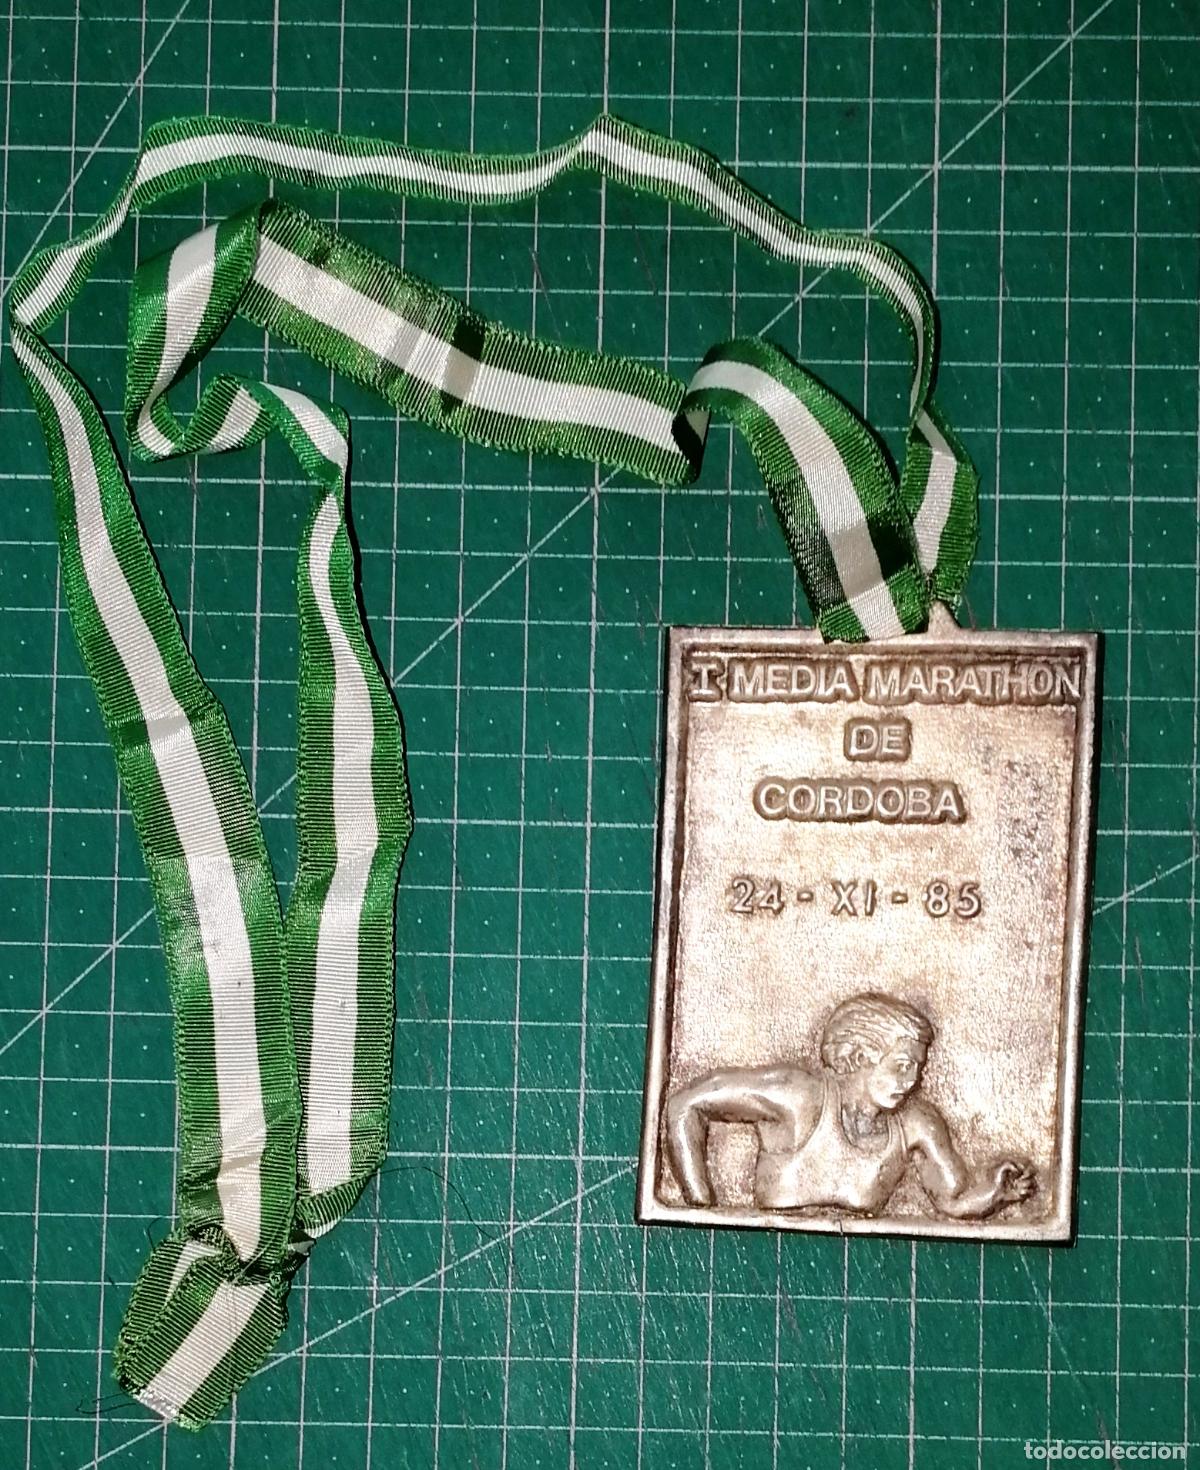 I MEDIA MARATHON
DE
CORDOBA
24 - XI - 85
todocoleccion